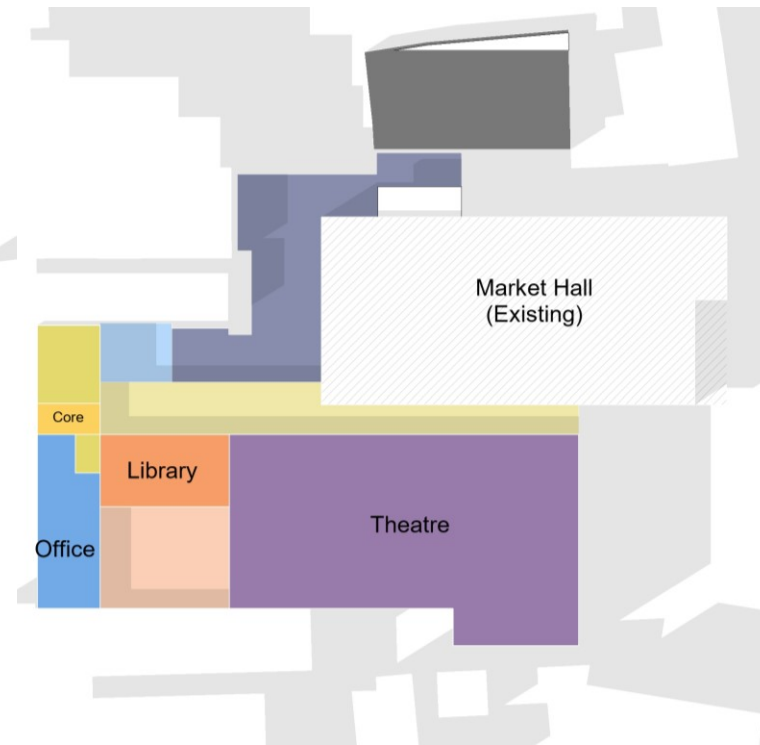 Market Hall
(Existing)
Core
Library
Theatre
Office